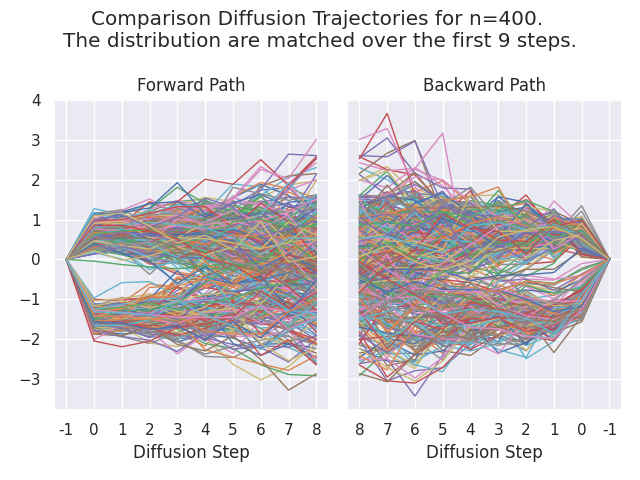 Comparison Diffusion Trajectories for n=400.
The distribution are matched over the first 9 steps.
Forward Path
Backward Path
4
3
2
1
0
−1
−2
−3
-1 0 1 2 3 4 5 6 7 8
8 7 6 5 4 3 2 1 0 -1
Diffusion Step
Diffusion Step